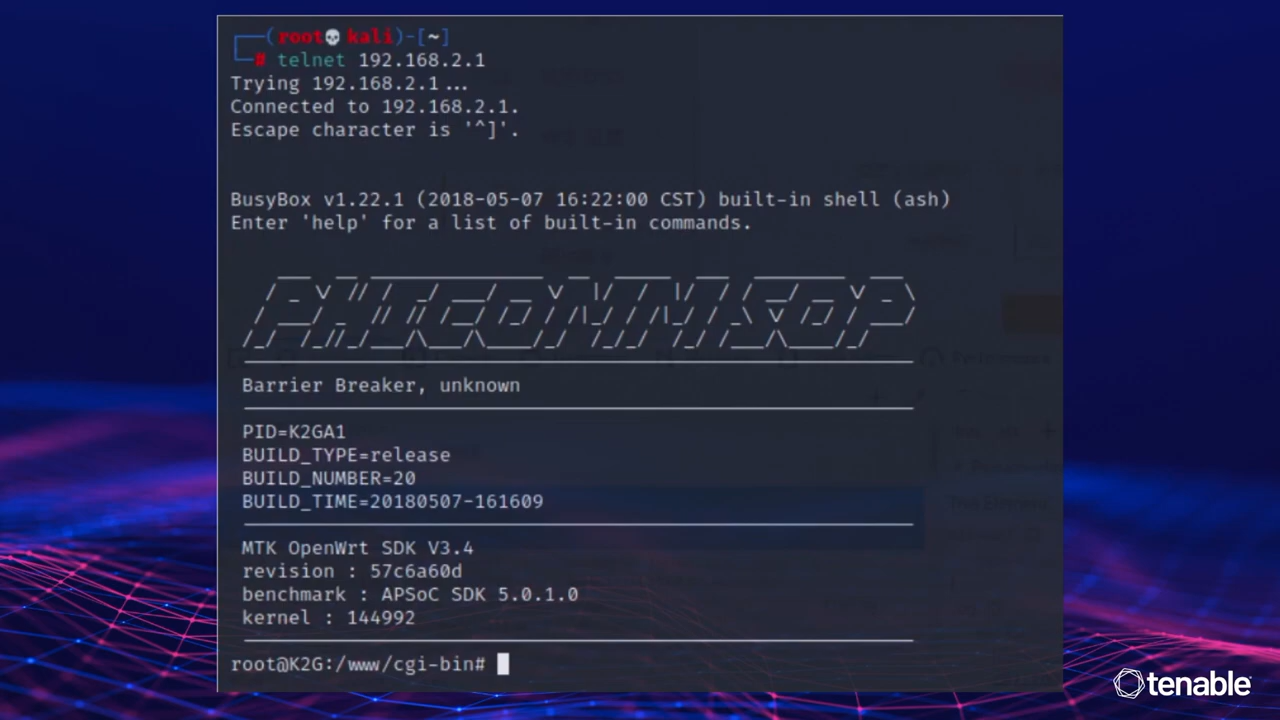 (root💀kali)-[~]
# telnet 192.168.2.1
Trying 192.168.2.1...
Connected to 192.168.2.1.
Escape character is '^]'.
BusyBox v1.22.1 (2018-05-07 16:22:00 CST) built-in shell (ash)
Enter 'help' for a list of built-in commands.
PHICOMM SOP
Barrier Breaker, unknown
PID=K2GA1
BUILD_TYPE=release
BUILD_NUMBER=20
BUILD_TIME=20180507-161609
MTK OpenWrt SDK V3.4
revision : 57c6a60d
benchmark : APSoC SDK 5.0.1.0
kernel : 144992
root@K2G:/www/cgi-bin#
tenable